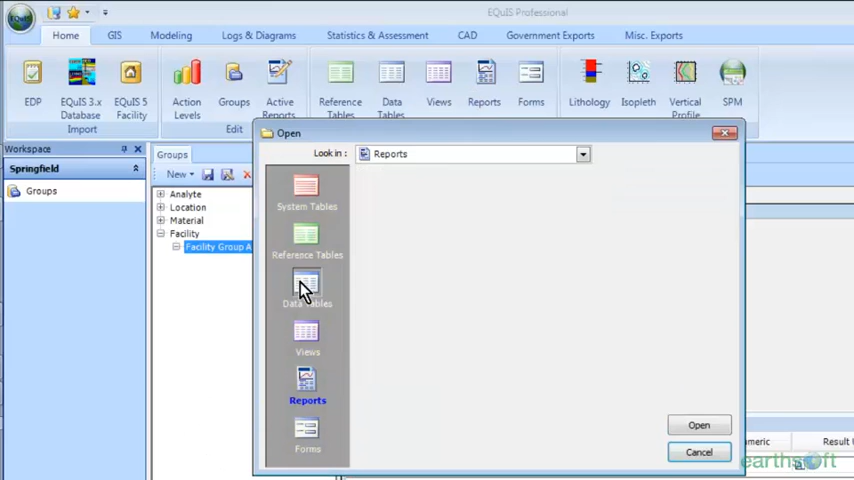 EQuIS Professional
EQuIS
Home GIS Modeling Logs & Diagrams Statistics & Assessment CAD Government Exports Misc. Exports
EDP EQuIS 3.x Database EQuIS 5 Facility Action Levels Groups Active Reports Reference Tables Data Tables Views Reports Forms Lithology Isopleth Vertical Profile SPM
Import Edit
Open
Workspace
Groups
Look in : Reports
Springfield
New
Groups
Analyte
Location
Material
Facility
Facility Group A
System Tables
Reference Tables
Data Tables
Views
Reports
Forms
Open
Cancel
Result
earthsoft